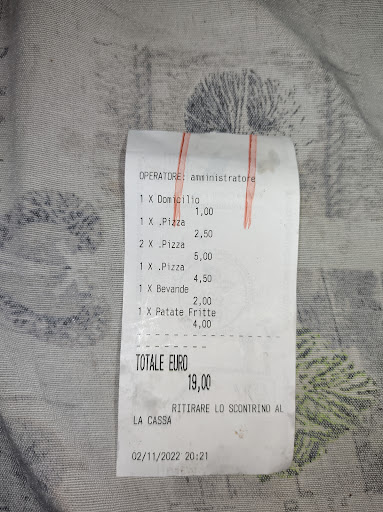 OPERATORE: amministratore
1 X Domicilio
1,00
1 X .Pizza
2,50
2 X .Pizza
5,00
1 X .Pizza
4,50
1 X Bevande
2,00
1 X Patate Fritte
4,00
TOTALE EURO
19,00
RITIRARE LO SCONTRINO AL
LA CASSA
02/11/2022 20:21